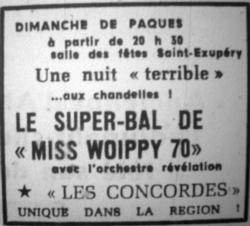 DIMANCHE DE PAQUES
à partir de 20 h 30
salle des fêtes Saint-Exupéry
Une nuit « terrible »
...aux chandelles !
LE SUPER-BAL DE
« MISS WOIPPY 70 »
avec l'orchestre révélation
★ « LES CONCORDES »
UNIQUE DANS LA REGION !